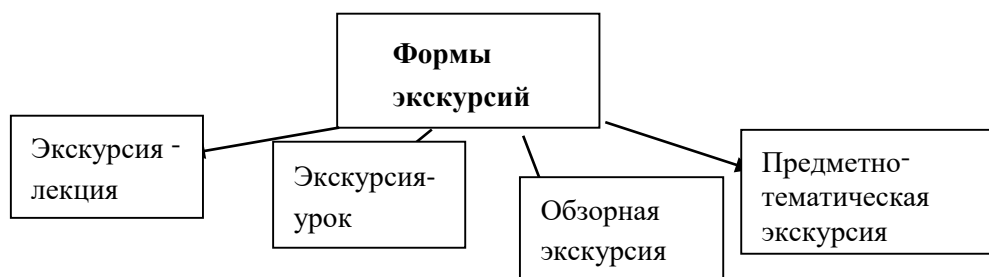 Формы
экскурсий
Экскурсия -
лекция
Экскурсия-
урок
Обзорная
экскурсия
Предметно-
тематическая
экскурсия